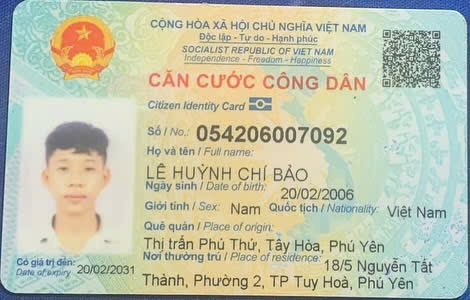 CỘNG HÒA XÃ HỘI CHỦ NGHĨA VIỆT NAM
Độc lập - Tự do - Hạnh phúc
SOCIALIST REPUBLIC OF VIET NAM
Independence - Freedom - Happiness
CĂN CƯỚC CÔNG DÂN
Citizen Identity Card
Số / No.: 054206007092
Họ và tên / Full name:
LÊ HUỲNH CHÍ BẢO
Ngày sinh / Date of birth: 20/02/2006
Giới tính / Sex: Nam Quốc tịch / Nationality: Việt Nam
Quê quán / Place of origin:
Thị trấn Phú Thứ, Tây Hòa, Phú Yên
Nơi thường trú / Place of residence: 18/5 Nguyễn Tất
Thành, Phường 2, TP Tuy Hoà, Phú Yên
Có giá trị đến: 20/02/2031
Date of expiry